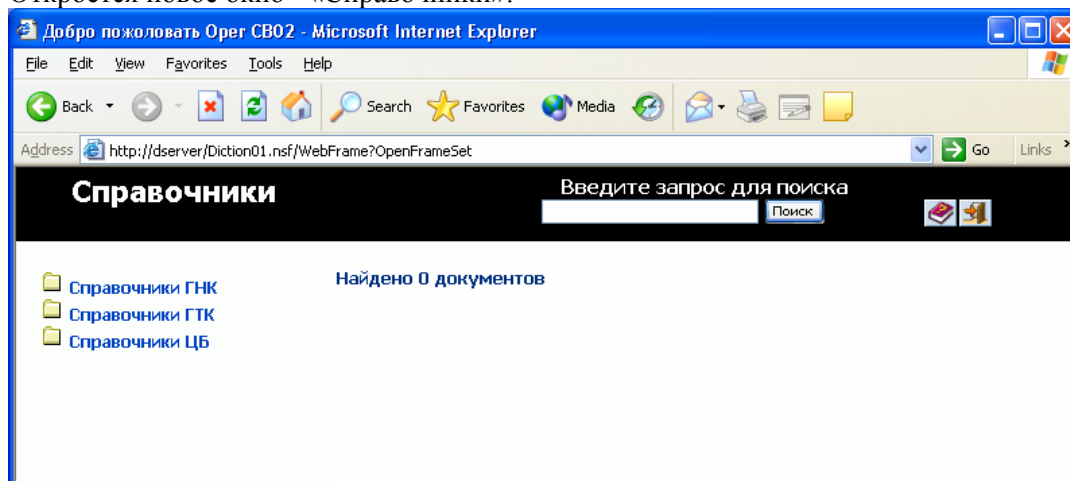 Откроется новое окно – «Справочники».
Добро пожоловать Oper CB02 - Microsoft Internet Explorer
File Edit View Favorites Tools Help
Back Search Favorites Media
Address http://dserver/Diction01.nsf/WebFrame?OpenFrameSet Go Links »
Справочники
Введите запрос для поиска
Поиск
Справочники ГНК
Справочники ГТК
Справочники ЦБ
Найдено 0 документов